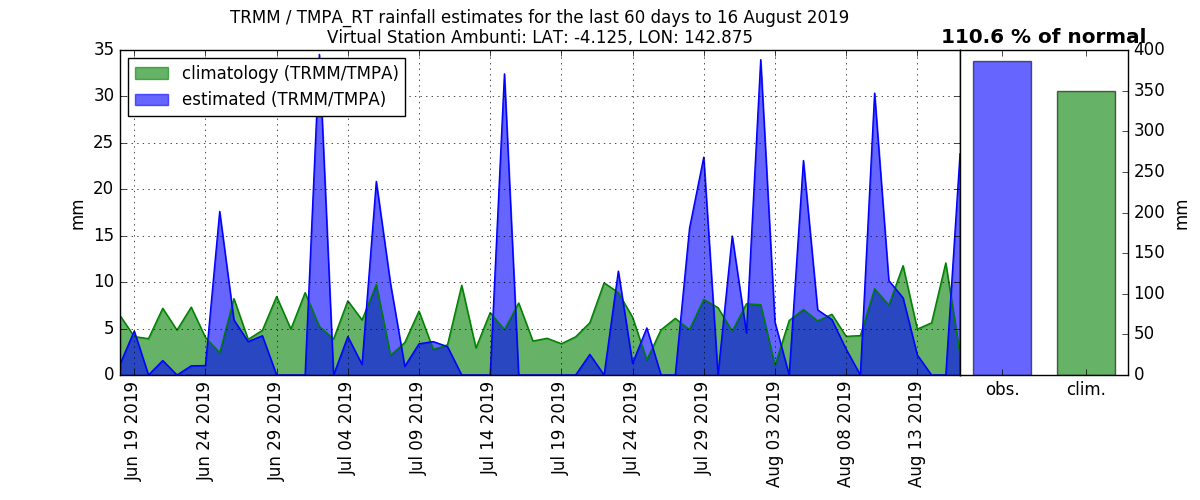 TRMM / TMPA_RT rainfall estimates for the last 60 days to 16 August 2019
Virtual Station Ambunti: LAT: -4.125, LON: 142.875
110.6 % of normal
climatology (TRMM/TMPA)
estimated (TRMM/TMPA)
35
30
25
20
15
10
5
0
mm
Jun 19 2019
Jun 24 2019
Jun 29 2019
Jul 04 2019
Jul 09 2019
Jul 14 2019
Jul 19 2019
Jul 24 2019
Jul 29 2019
Aug 03 2019
Aug 08 2019
Aug 13 2019
obs.
clim.
400
350
300
250
200
150
100
50
0
mm